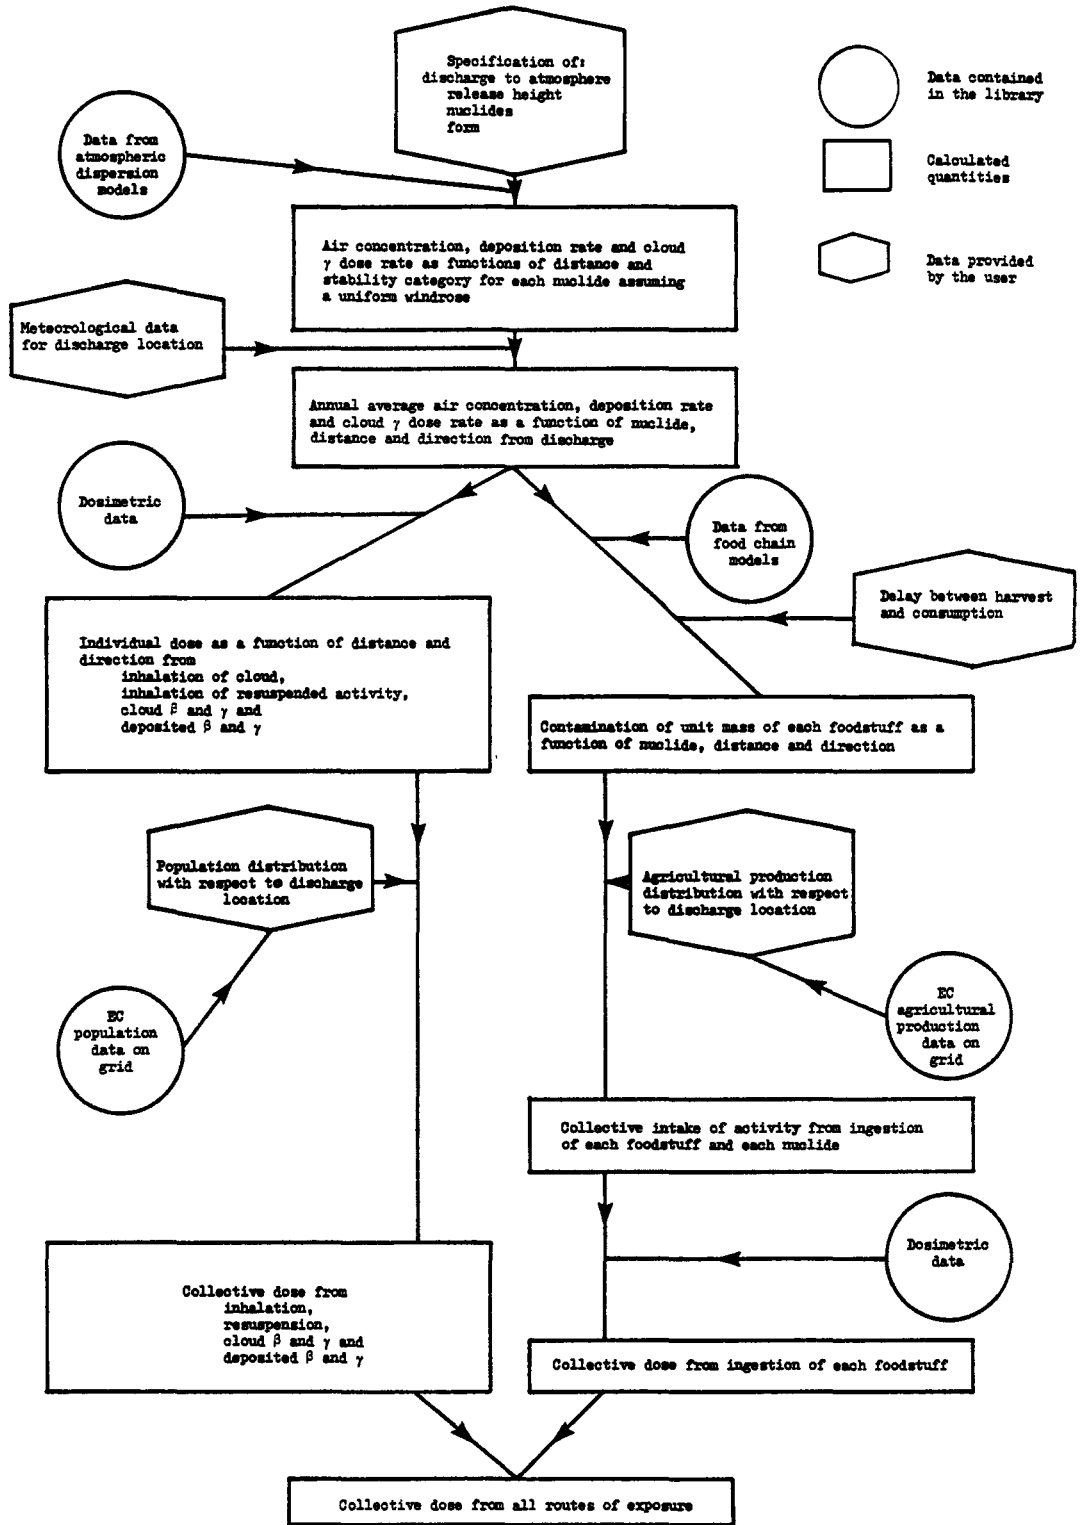 Specification of:
discharge to atmosphere
release height
nuclides
form
Data contained
in the library
Data from
atmospheric
dispersion
models
Calculated
quantities
Data provided
by the user
Air concentration, deposition rate and cloud
γ dose rate as functions of distance and
stability category for each nuclide assuming
a uniform windrose
Meteorological data
for discharge location
Annual average air concentration, deposition rate
and cloud γ dose rate as a function of nuclide,
distance and direction from discharge
Dosimetric
data
Data from
food chain
models
Delay between harvest
and consumption
Individual dose as a function of distance and
direction from
inhalation of cloud,
inhalation of resuspended activity,
cloud β and γ and
deposited β and γ
Contamination of unit mass of each foodstuff as a
function of nuclide, distance and direction
Population distribution
with respect to discharge
location
Agricultural production
distribution with respect
to discharge location
EC
population
data on
grid
EC
agricultural
production
data on
grid
Collective intake of activity from ingestion
of each foodstuff and each nuclide
Dosimetric
data
Collective dose from
inhalation,
resuspension,
cloud β and γ and
deposited β and γ
Collective dose from ingestion of each foodstuff
Collective dose from all routes of exposure